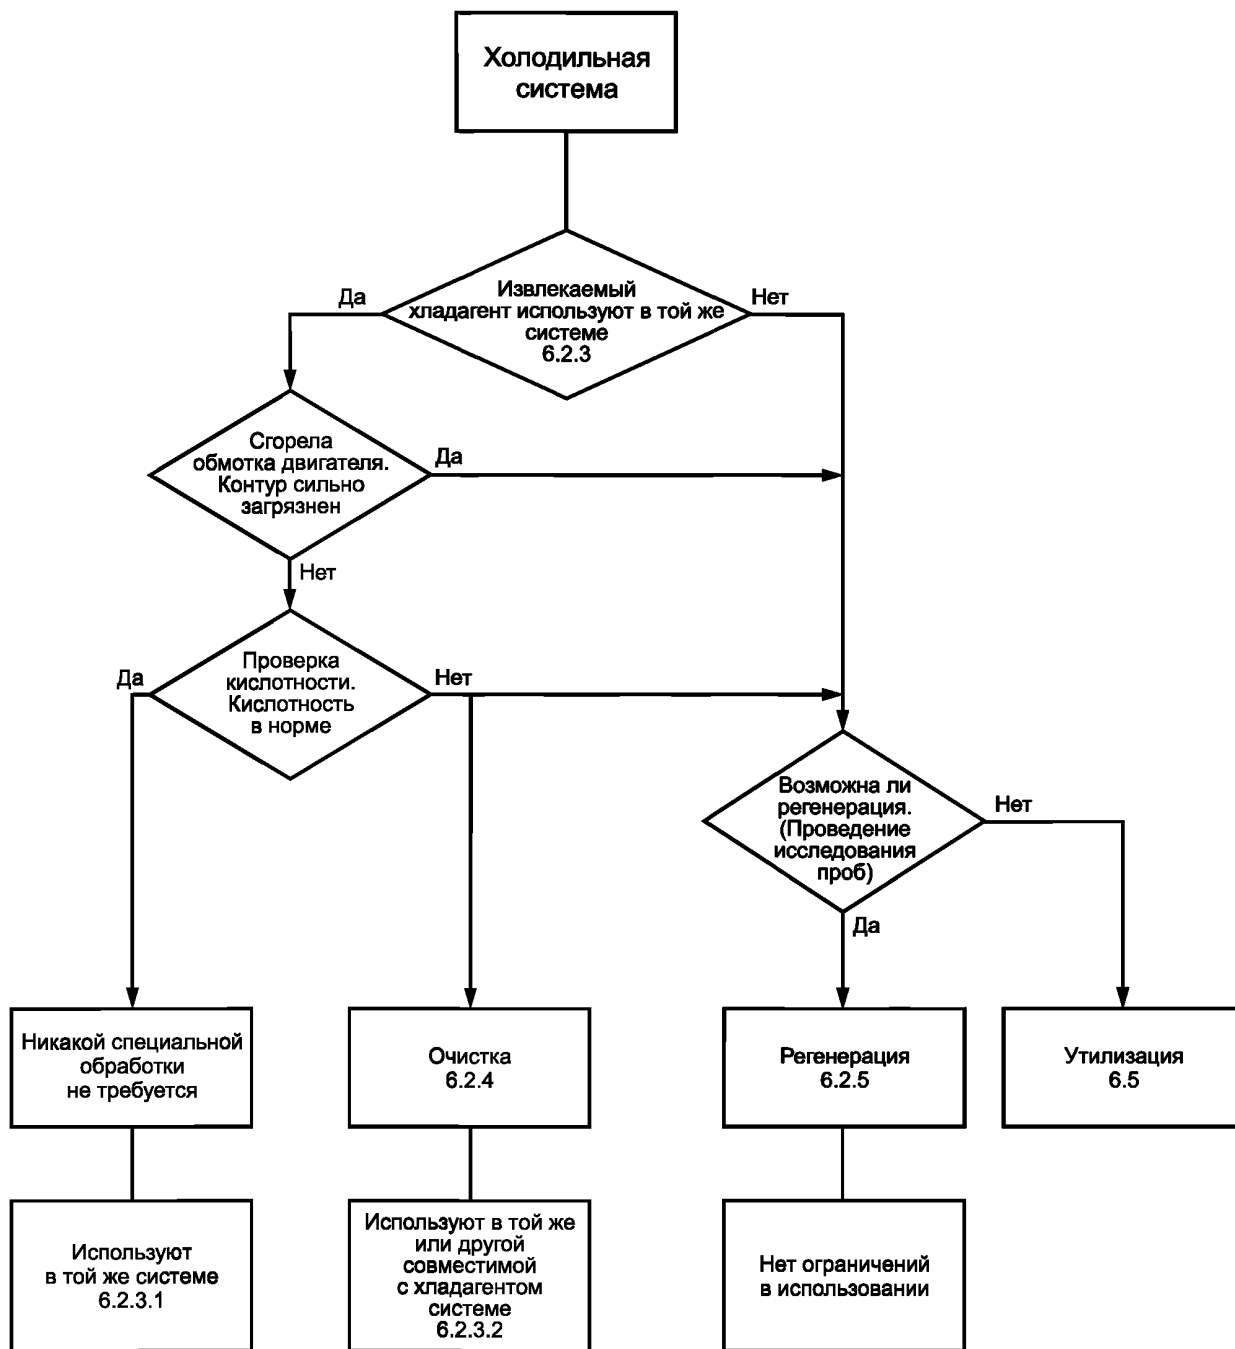 Холодильная
система
Извлекаемый
хладагент используют в той же
системе
6.2.3
Да
Нет
Сгорела
обмотка двигателя.
Контур сильно
загрязнен
Да
Нет
Проверка
кислотности.
Кислотность
в норме
Да
Нет
Возможна ли
регенерация.
(Проведение
исследования
проб)
Нет
Да
Никакой специальной
обработки
не требуется
Очистка
6.2.4
Регенерация
6.2.5
Утилизация
6.5
Используют
в той же системе
6.2.3.1
Используют в той же
или другой
совместимой
с хладагентом
системе
6.2.3.2
Нет ограничений
в использовании